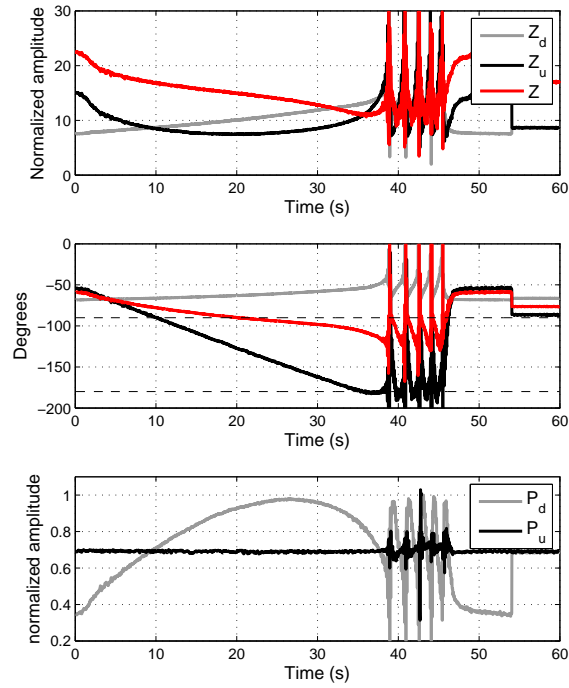 30
20
10
0
0 10 20 30 40 50 60
Normalized amplitude
Time (s)
Z_d
Z_u
Z
0
−50
−100
−150
−200
0 10 20 30 40 50 60
Degrees
Time (s)
1
0.8
0.6
0.4
0.2
0 10 20 30 40 50 60
normalized amplitude
Time (s)
P_d
P_u